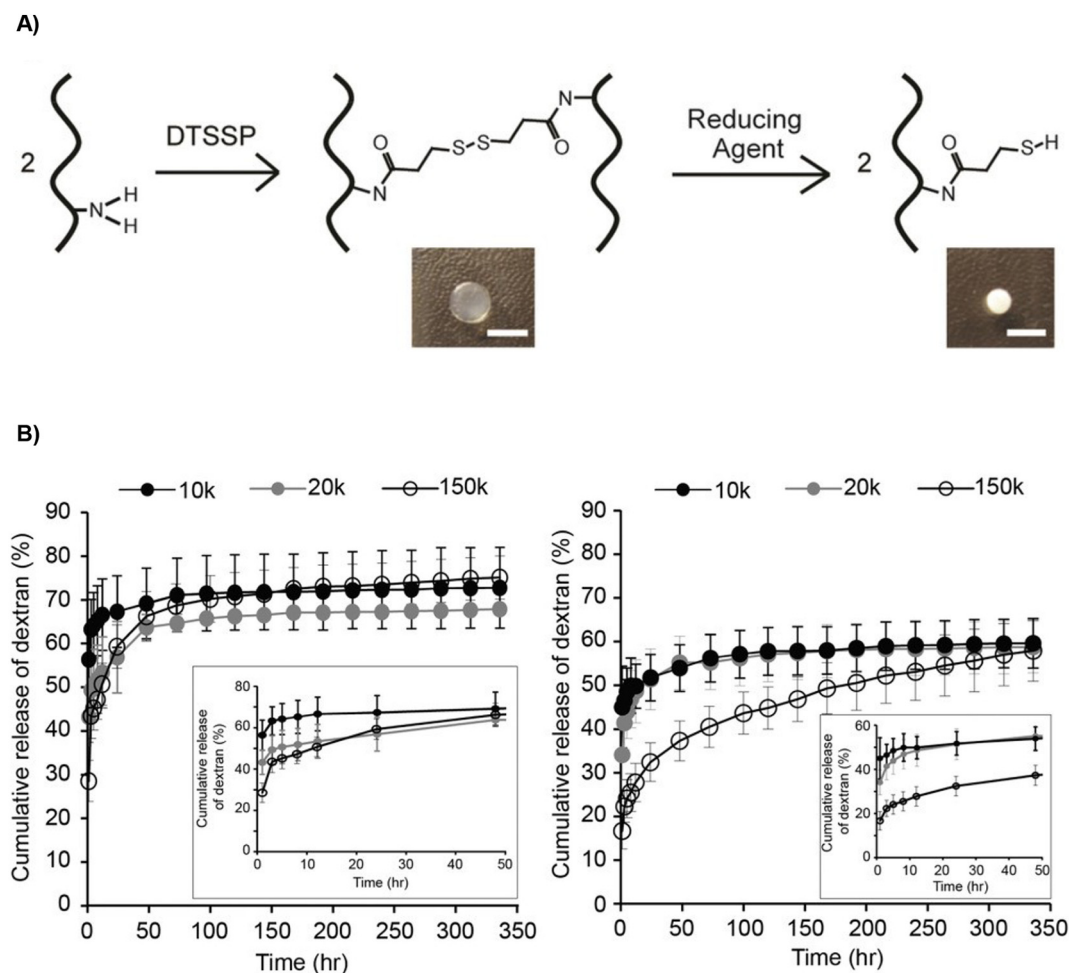 A)
2
N
H
H
DTSSP
O
N
S
S
N
O
Reducing
Agent
2
O
N
S
H
B)
10k 20k 150k
Cumulative release of dextran (%)
90
80
70
60
50
40
30
20
10
0
0 50 100 150 200 250 300 350
Time (hr)
Cumulative release
of dextran (%)
80
60
40
20
0
0 10 20 30 40 50
Time (hr)
10k 20k 150k
Cumulative release of dextran (%)
90
80
70
60
50
40
30
20
10
0
0 50 100 150 200 250 300 350
Time (hr)
Cumulative release
of dextran (%)
60
40
20
0
0 10 20 30 40 50
Time (hr)